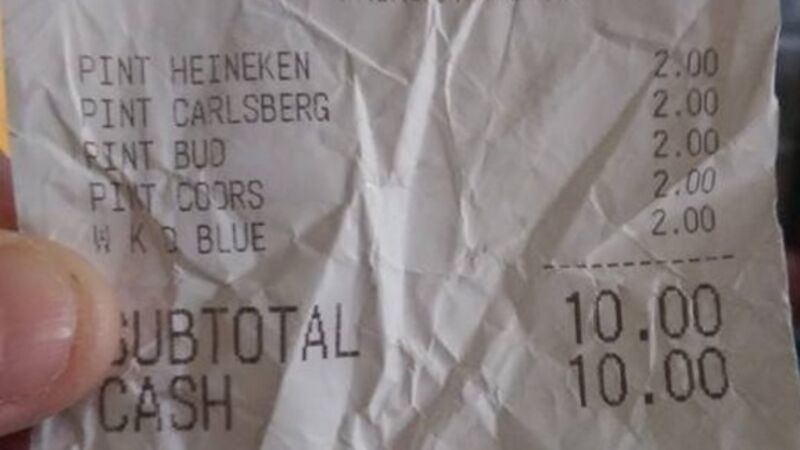 PINT HEINEKEN 2.00
PINT CARLSBERG 2.00
PINT BUD 2.00
PINT COORS 2.00
W K D BLUE 2.00
SUBTOTAL 10.00
CASH 10.00